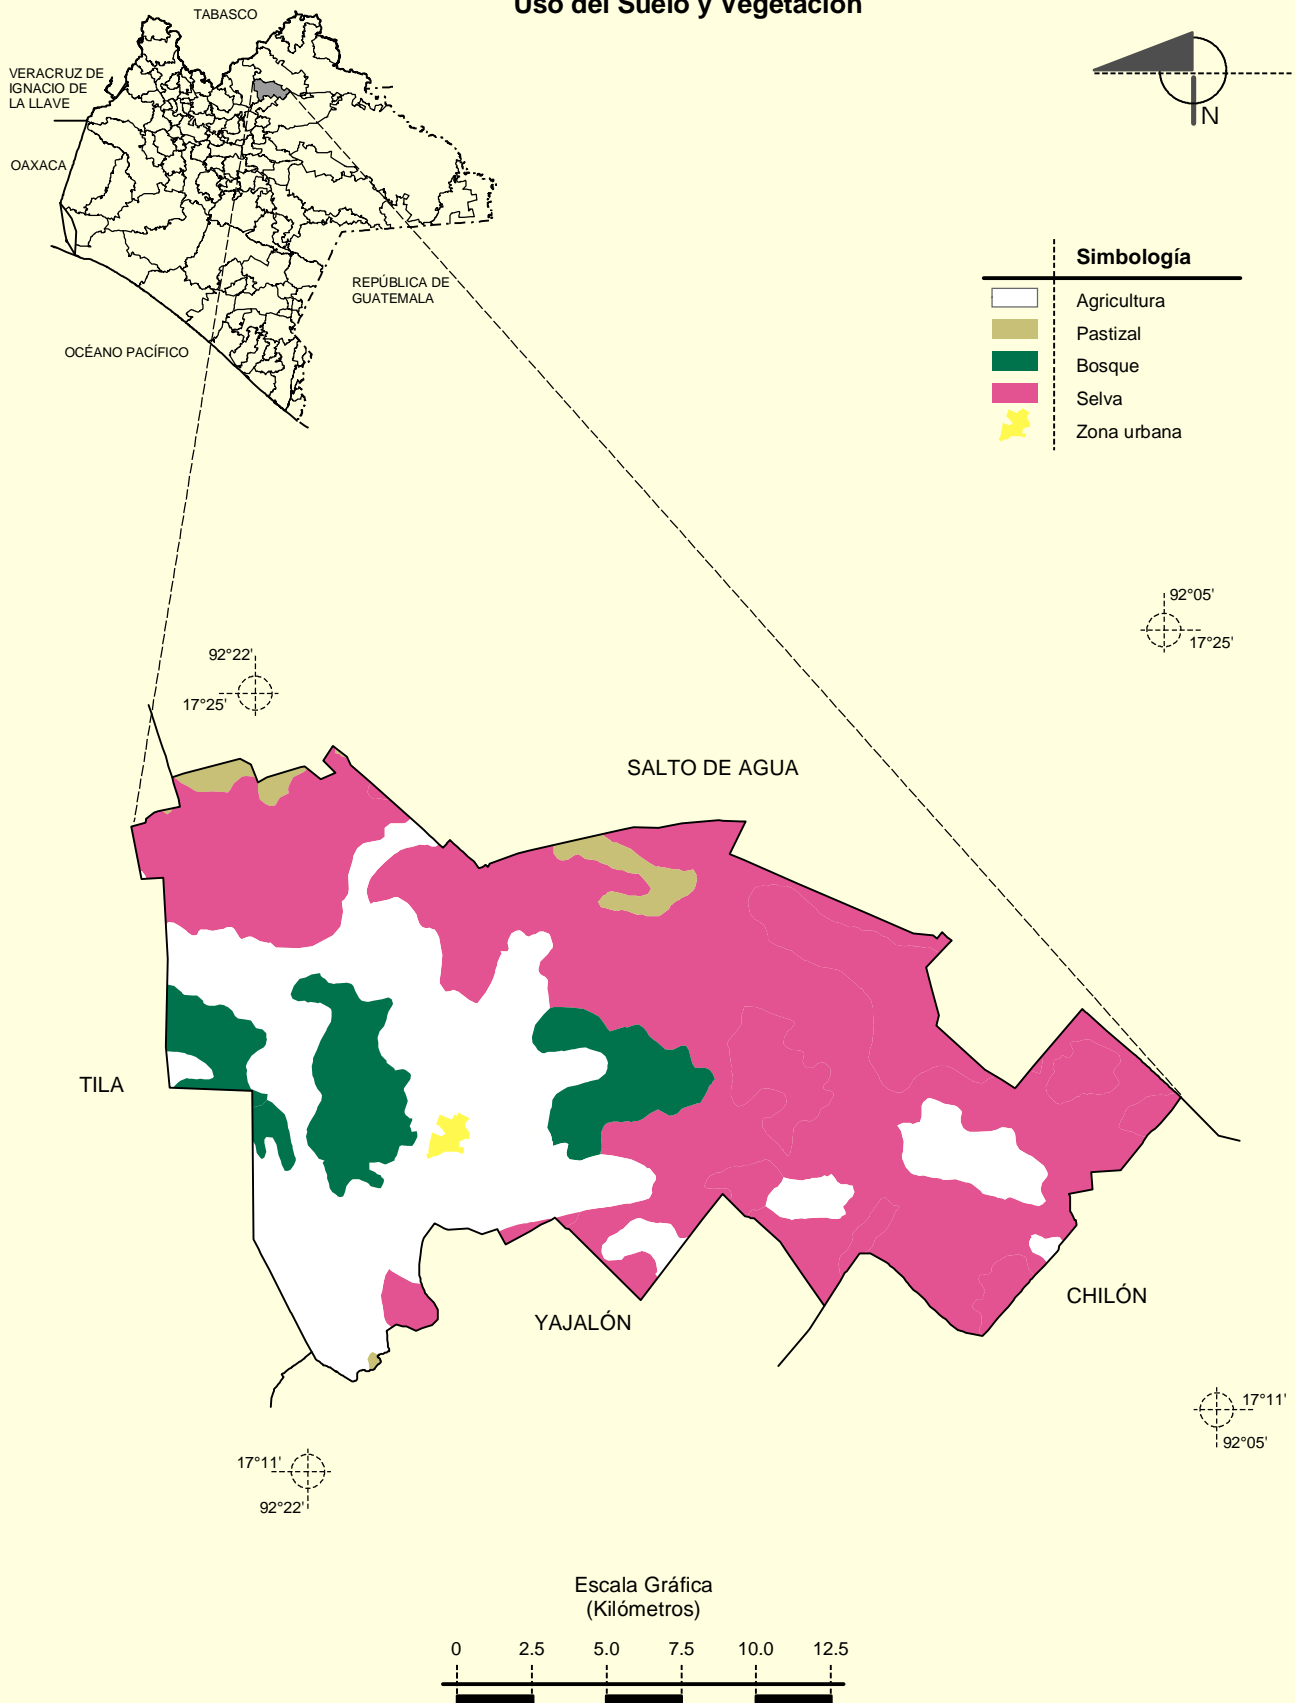 Uso del Suelo y Vegetación
TABASCO
VERACRUZ DE
IGNACIO DE
LA LLAVE
OAXACA
REPÚBLICA DE
GUATEMALA
OCÉANO PACÍFICO
N
Simbología
Agricultura
Pastizal
Bosque
Selva
Zona urbana
92°05'
17°25'
92°22'
17°25'
SALTO DE AGUA
TILA
YAJALÓN
CHILÓN
17°11'
92°05'
17°11'
92°22'
Escala Gráfica
(Kilómetros)
0 2.5 5.0 7.5 10.0 12.5